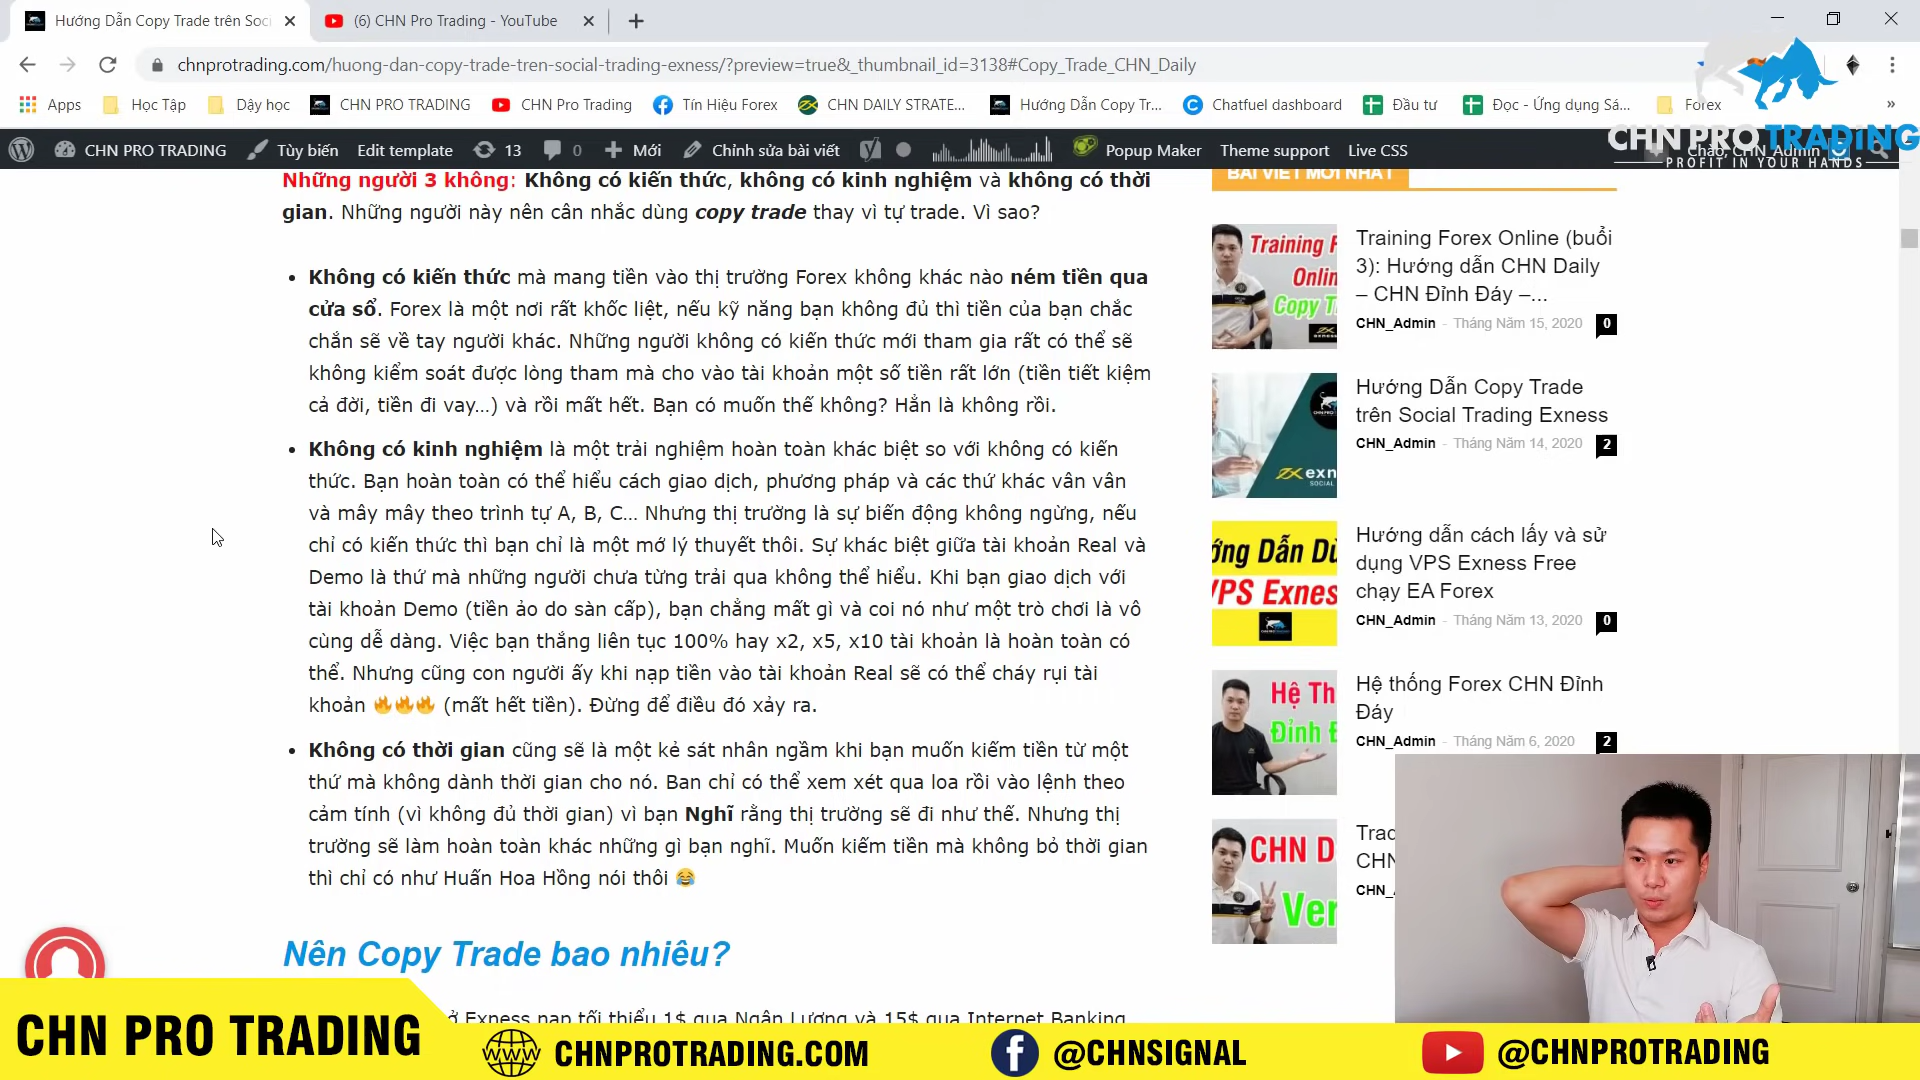 Hướng Dẫn Copy Trade trên Soci
(6) CHN Pro Trading - YouTube
chnprotrading.com/huong-dan-copy-trade-tren-social-trading-exness/?preview=true&_thumbnail_id=3138#Copy_Trade_CHN_Daily
Apps Học Tập Dậy học CHN PRO TRADING CHN Pro Trading Tín Hiệu Forex CHN DAILY STRATE... Hướng Dẫn Copy Tr... Chatfuel dashboard Đầu tư Đọc - Ứng dụng Sá... Forex »
CHN PRO TRADING Tùy biến Edit template 13 0 Mới Chỉnh sửa bài viết Popup Maker Theme support Live CSS Chào, CHN Admin
CHN PRO TRADING
PROFIT IN YOUR HANDS
Những người 3 không: Không có kiến thức, không có kinh nghiệm và không có thời
gian. Những người này nên cân nhắc dùng copy trade thay vì tự trade. Vì sao?
• Không có kiến thức mà mang tiền vào thị trường Forex không khác nào ném tiền qua
cửa sổ. Forex là một nơi rất khốc liệt, nếu kỹ năng bạn không đủ thì tiền của bạn chắc
chắn sẽ về tay người khác. Những người không có kiến thức mới tham gia rất có thể sẽ
không kiểm soát được lòng tham mà cho vào tài khoản một số tiền rất lớn (tiền tiết kiệm
cả đời, tiền đi vay…) và rồi mất hết. Bạn có muốn thế không? Hẳn là không rồi.
• Không có kinh nghiệm là một trải nghiệm hoàn toàn khác biệt so với không có kiến
thức. Bạn hoàn toàn có thể hiểu cách giao dịch, phương pháp và các thứ khác vân vân
và mây mây theo trình tự A, B, C… Nhưng thị trường là sự biến động không ngừng, nếu
chỉ có kiến thức thì bạn chỉ là một mớ lý thuyết thôi. Sự khác biệt giữa tài khoản Real và
Demo là thứ mà những người chưa từng trải qua không thể hiểu. Khi bạn giao dịch với
tài khoản Demo (tiền ảo do sàn cấp), bạn chẳng mất gì và coi nó như một trò chơi là vô
cùng dễ dàng. Việc bạn thắng liên tục 100% hay x2, x5, x10 tài khoản là hoàn toàn có
thể. Nhưng cũng con người ấy khi nạp tiền vào tài khoản Real sẽ có thể cháy rụi tài
khoản 🔥🔥🔥 (mất hết tiền). Đừng để điều đó xảy ra.
• Không có thời gian cũng sẽ là một kẻ sát nhân ngầm khi bạn muốn kiếm tiền từ một
thứ mà không dành thời gian cho nó. Ban chỉ có thể xem xét qua loa rồi vào lệnh theo
cảm tính (vì không đủ thời gian) vì bạn Nghĩ rằng thị trường sẽ đi như thế. Nhưng thị
trường sẽ làm hoàn toàn khác những gì bạn nghĩ. Muốn kiếm tiền mà không bỏ thời gian
thì chỉ có như Huấn Hoa Hồng nói thôi 😂
Nên Copy Trade bao nhiêu?
ở Exness nạp tối thiểu 1$ qua Ngân Lượng và 15$ qua Internet Banking
BÀI VIẾT MỚI NHẤT
Training F
Onlin
Copy T
Training Forex Online (buổi
3): Hướng dẫn CHN Daily
– CHN Đỉnh Đáy –...
CHN_Admin - Tháng Năm 15, 2020 0
exn
SOCIAL
Hướng Dẫn Copy Trade
trên Social Trading Exness
CHN_Admin - Tháng Năm 14, 2020 2
ớng Dẫn Dù
VPS Exness
Hướng dẫn cách lấy và sử
dụng VPS Exness Free
chạy EA Forex
CHN_Admin - Tháng Năm 13, 2020 0
Hệ Th
Đỉnh Đ
Hệ thống Forex CHN Đỉnh
Đáy
CHN_Admin - Tháng Năm 6, 2020 2
CHN D
Ver
Trad
CHN
CHN_
CHN PRO TRADING
WWW CHNPROTRADING.COM
@CHNSIGNAL
@CHNPROTRADING